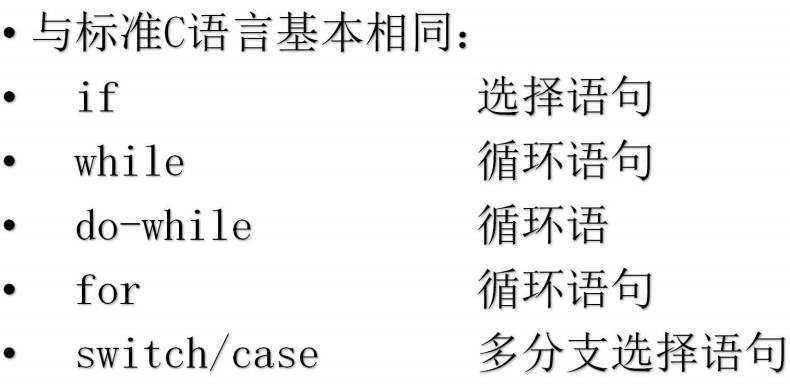 • 与标准C语言基本相同：
• if 选择语句
• while 循环语句
• do-while 循环语
• for 循环语句
• switch/case 多分支选择语句